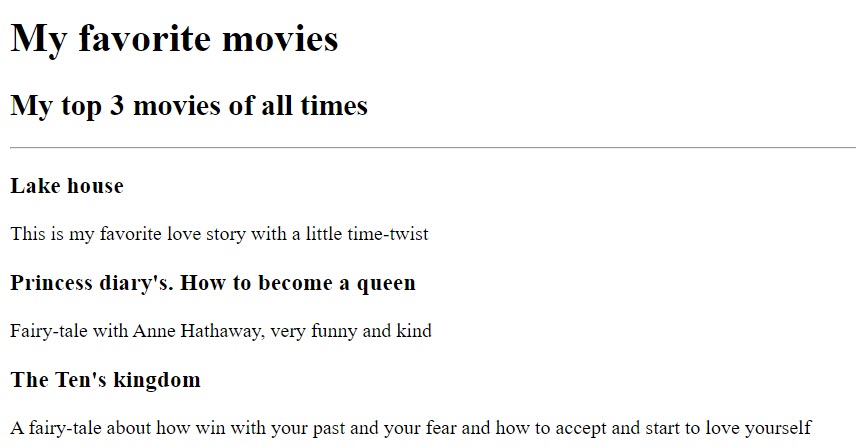 My favorite movies
My top 3 movies of all times
Lake house
This is my favorite love story with a little time-twist
Princess diary's. How to become a queen
Fairy-tale with Anne Hathaway, very funny and kind
The Ten's kingdom
A fairy-tale about how win with your past and your fear and how to accept and start to love yourself